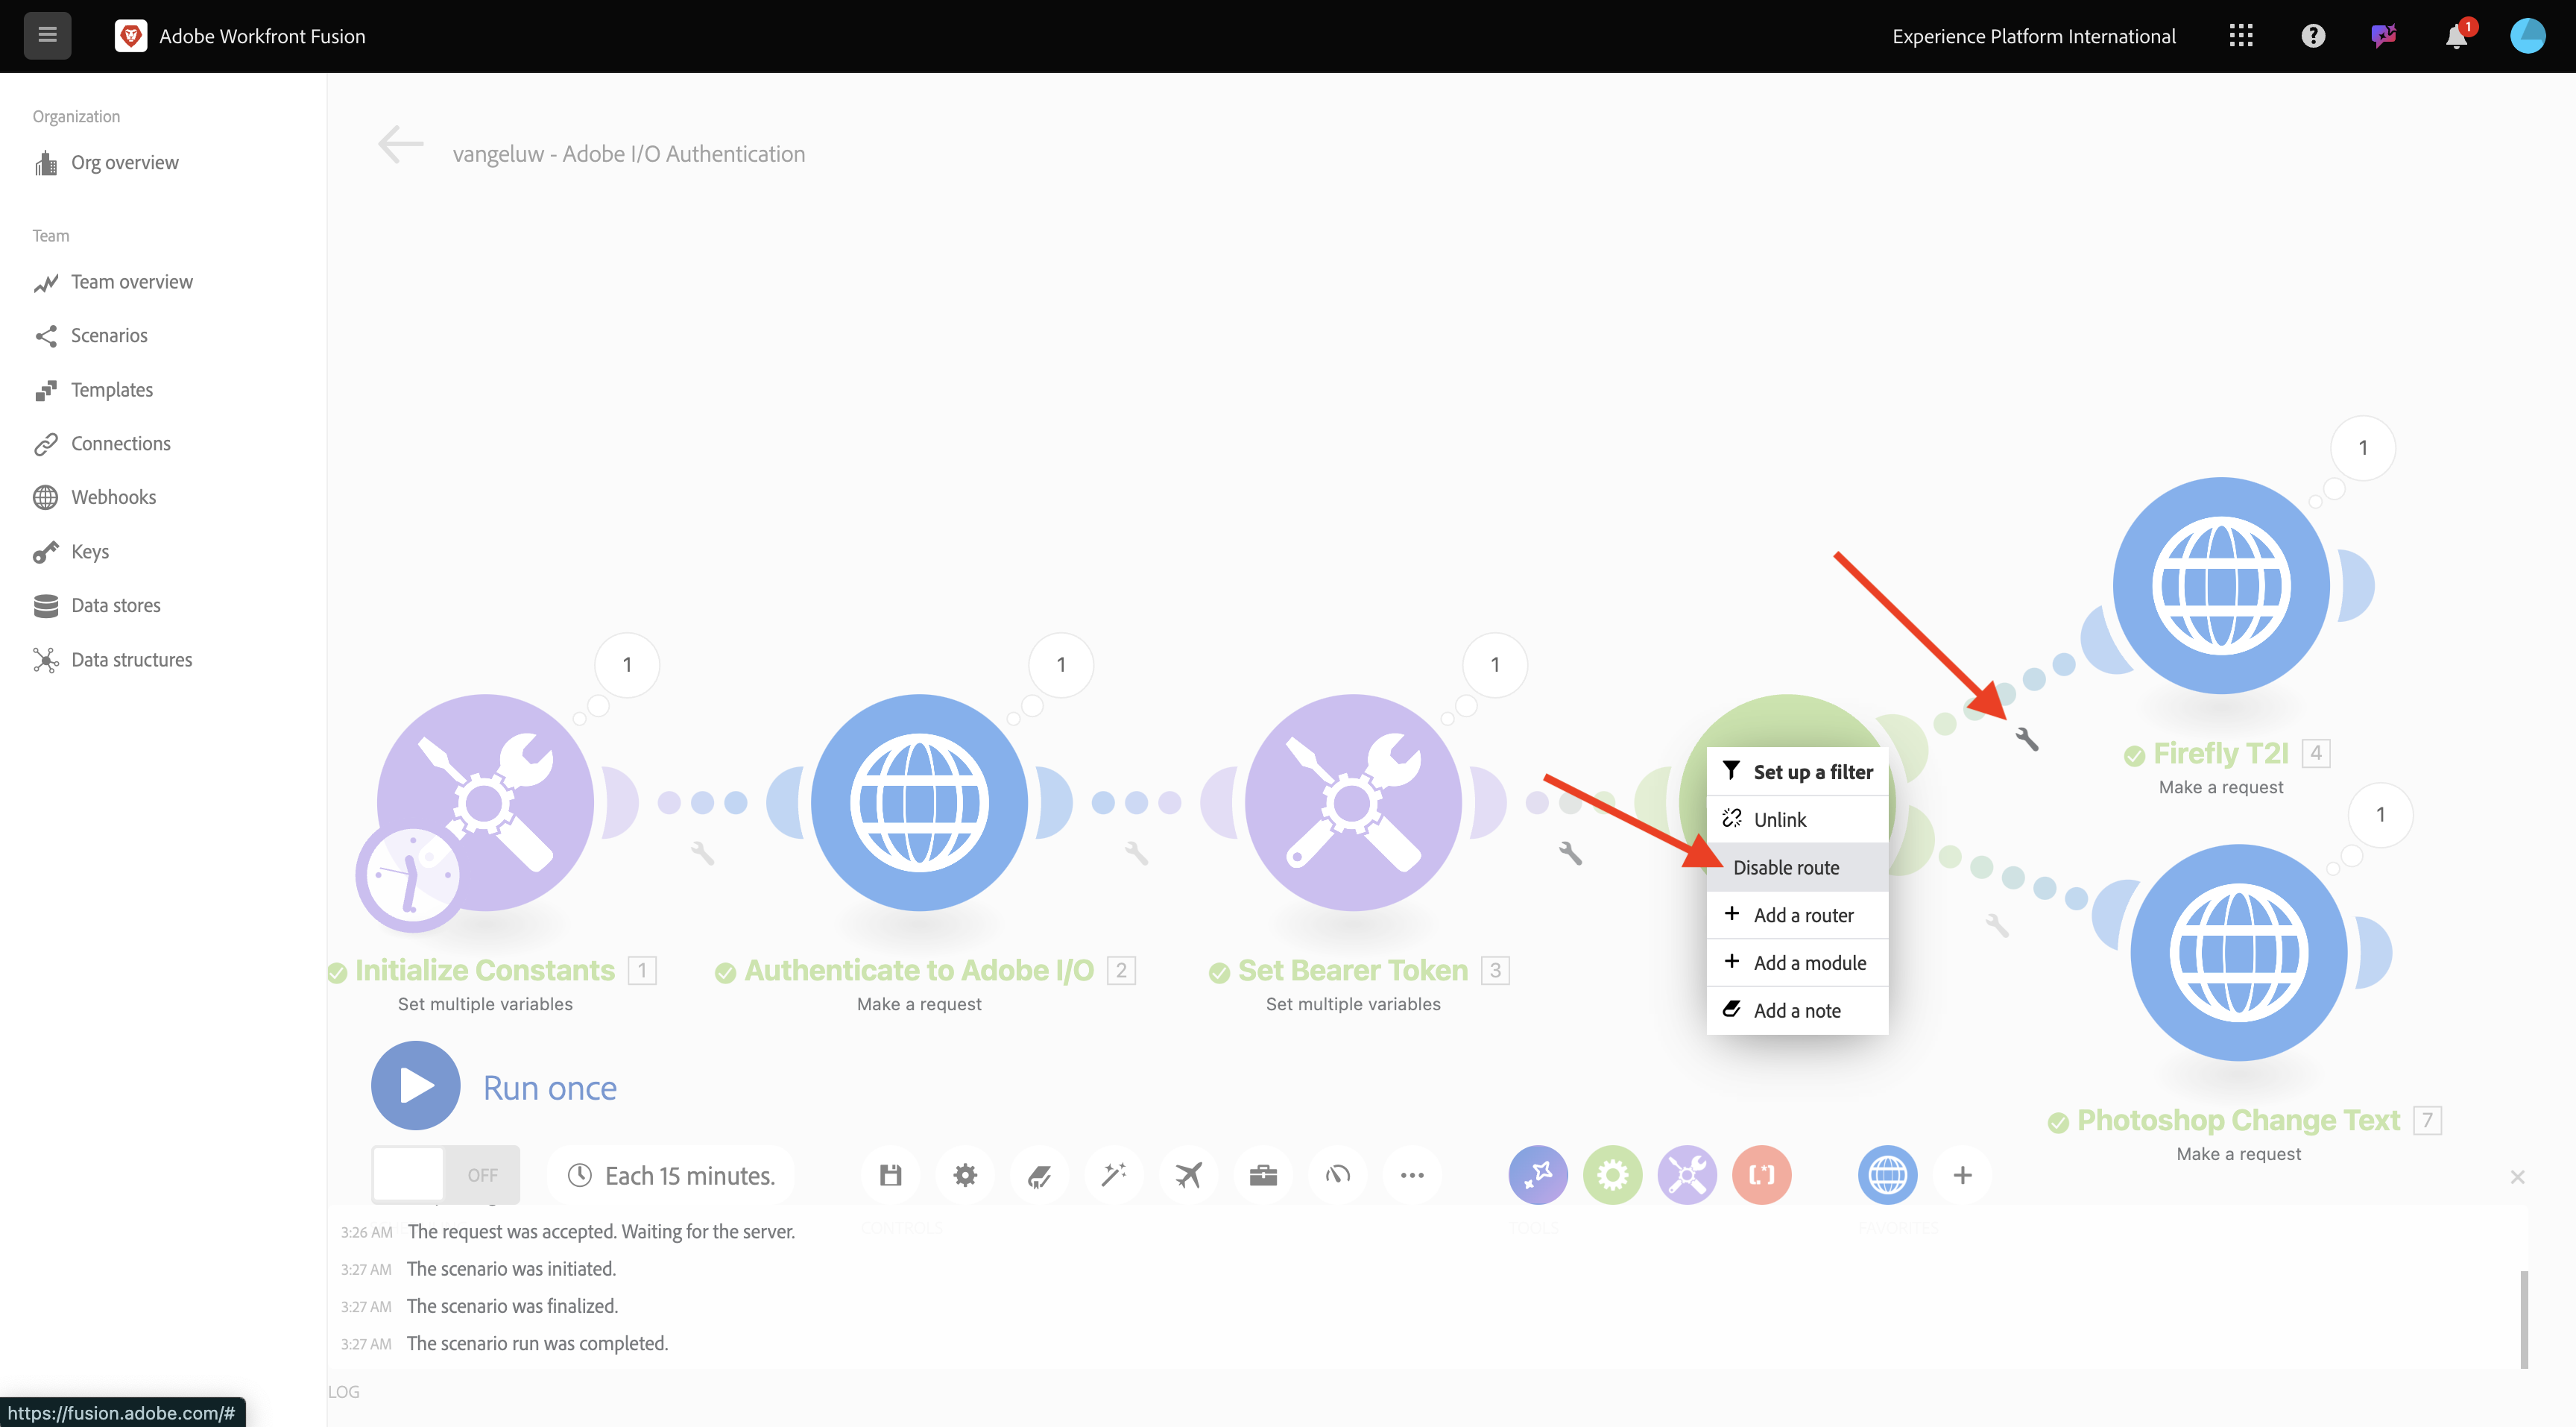 Adobe Workfront Fusion
Experience Platform International
1
Organization
Org overview
Team
Team overview
Scenarios
Templates
Connections
Webhooks
Keys
Data stores
Data structures
vangeluw - Adobe I/O Authentication
1
1
1
1
1
Firefly T2I 4
Make a request
Set up a filter
Unlink
Disable route
Add a router
Add a module
Add a note
Initialize Constants 1
Set multiple variables
Authenticate to Adobe I/O 2
Make a request
Set Bearer Token 3
Set multiple variables
Photoshop Change Text 7
Make a request
Run once
OFF
Each 15 minutes.
CONTROLS
TOOLS
FAVORITES
3:26 AM The request was accepted. Waiting for the server.
3:27 AM The scenario was initiated.
3:27 AM The scenario was finalized.
3:27 AM The scenario run was completed.
LOG
https://fusion.adobe.com/#